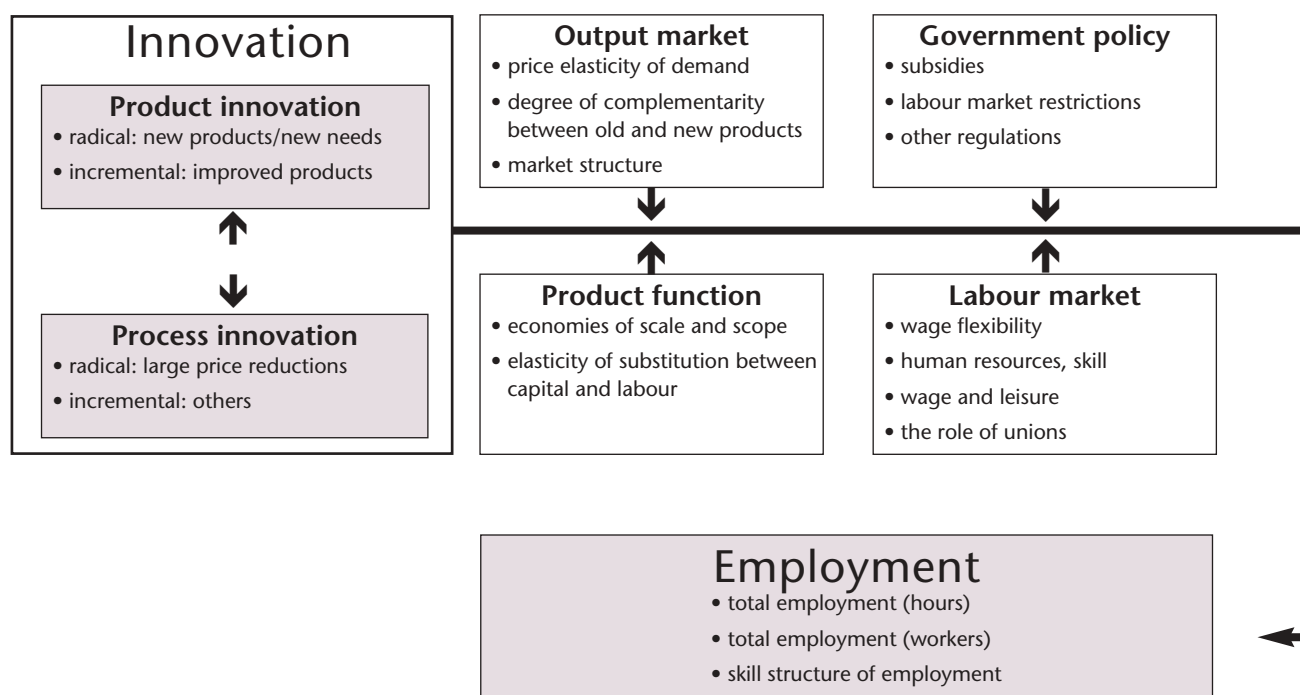 Innovation
Product innovation
• radical: new products/new needs
• incremental: improved products
Process innovation
• radical: large price reductions
• incremental: others
Output market
• price elasticity of demand
• degree of complementarity
between old and new products
• market structure
Product function
• economies of scale and scope
• elasticity of substitution between
capital and labour
Government policy
• subsidies
• labour market restrictions
• other regulations
Labour market
• wage flexibility
• human resources, skill
• wage and leisure
• the role of unions
Employment
• total employment (hours)
• total employment (workers)
• skill structure of employment